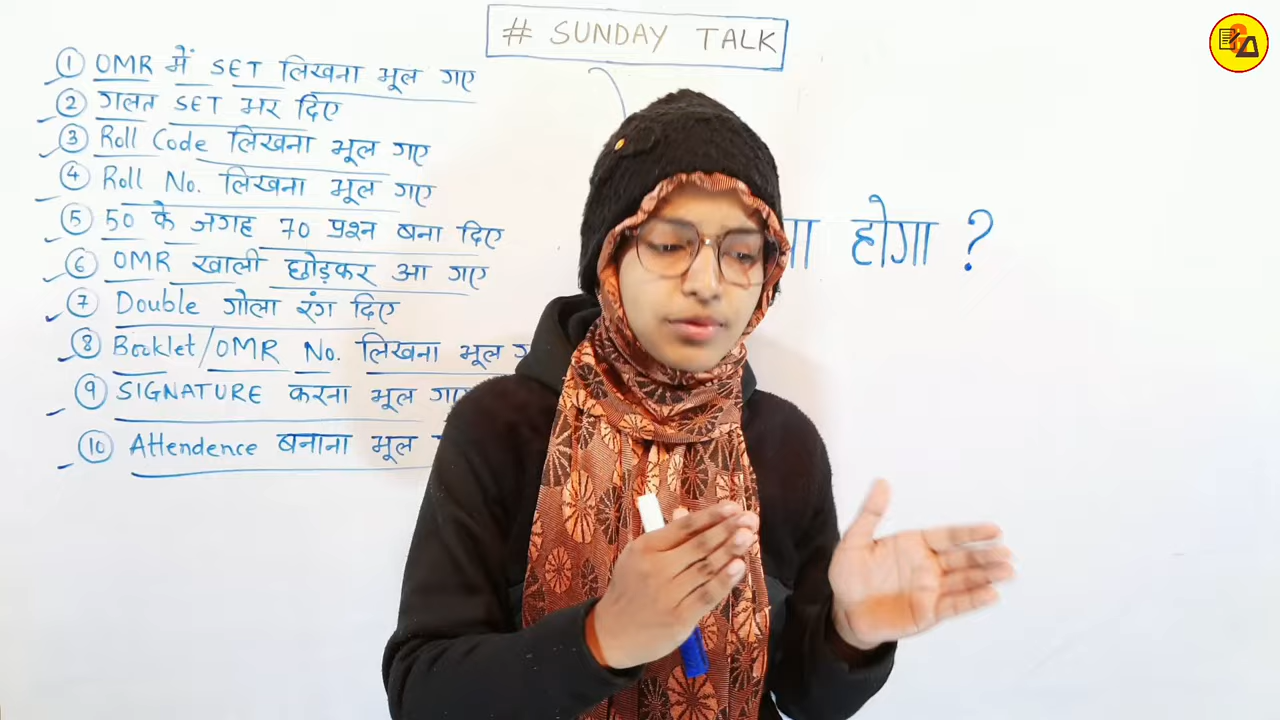 # SUNDAY TALK
① OMR में SET लिखना भूल गए
② गलत SET भर दिए
③ Roll Code लिखना भूल गए
④ Roll No. लिखना भूल गए
⑤ 50 के जगह 70 प्रश्न बना दिए
⑥ OMR खाली छोड़कर आ गए
⑦ Double गोला रंग दिए
⑧ Booklet/OMR No. लिखना भूल
⑨ SIGNATURE करना भूल गए
⑩ Attendence बनाना भूल
होगा ?